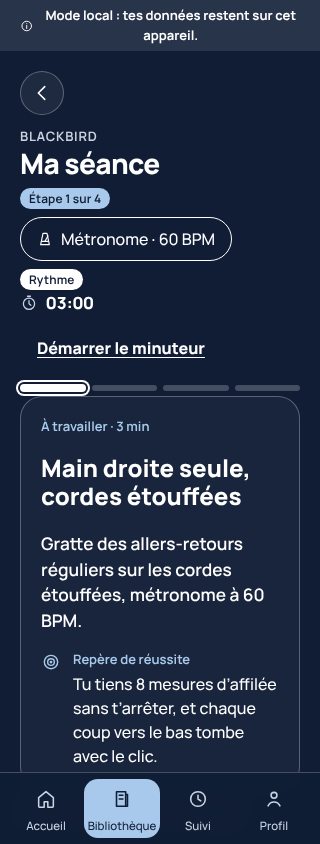 Mode local : tes données restent sur cet
appareil.
BLACKBIRD
Ma séance
Étape 1 sur 4
Métronome · 60 BPM
Rythme
03:00
Démarrer le minuteur
À travailler · 3 min
Main droite seule,
cordes étouffées
Gratte des allers-retours
réguliers sur les cordes
étouffées, métronome à 60
BPM.
Repère de réussite
Tu tiens 8 mesures d’affilée
sans t’arrêter, et chaque
coup vers le bas tombe
avec le clic.
Accueil
Bibliothèque
Suivi
Profil